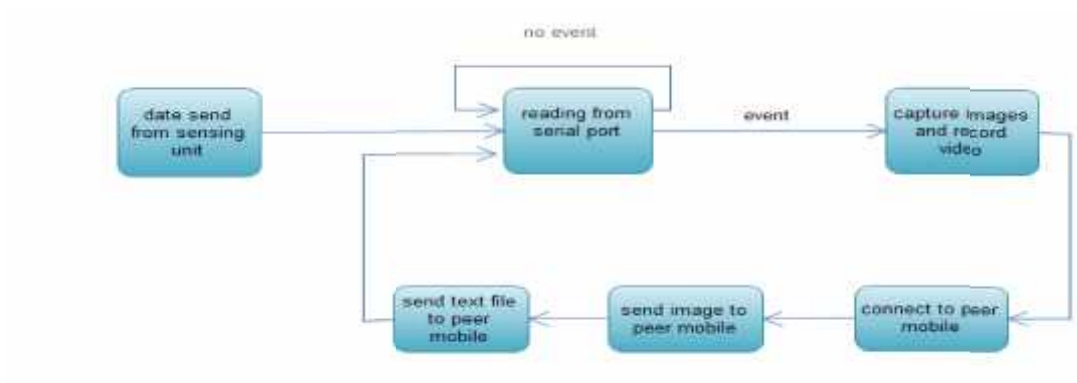 no event
date send
from sensing
unit
reading from
serial port
event
capture images
and record
video
send text file
to peer
mobile
send image to
peer mobile
connect to peer
mobile